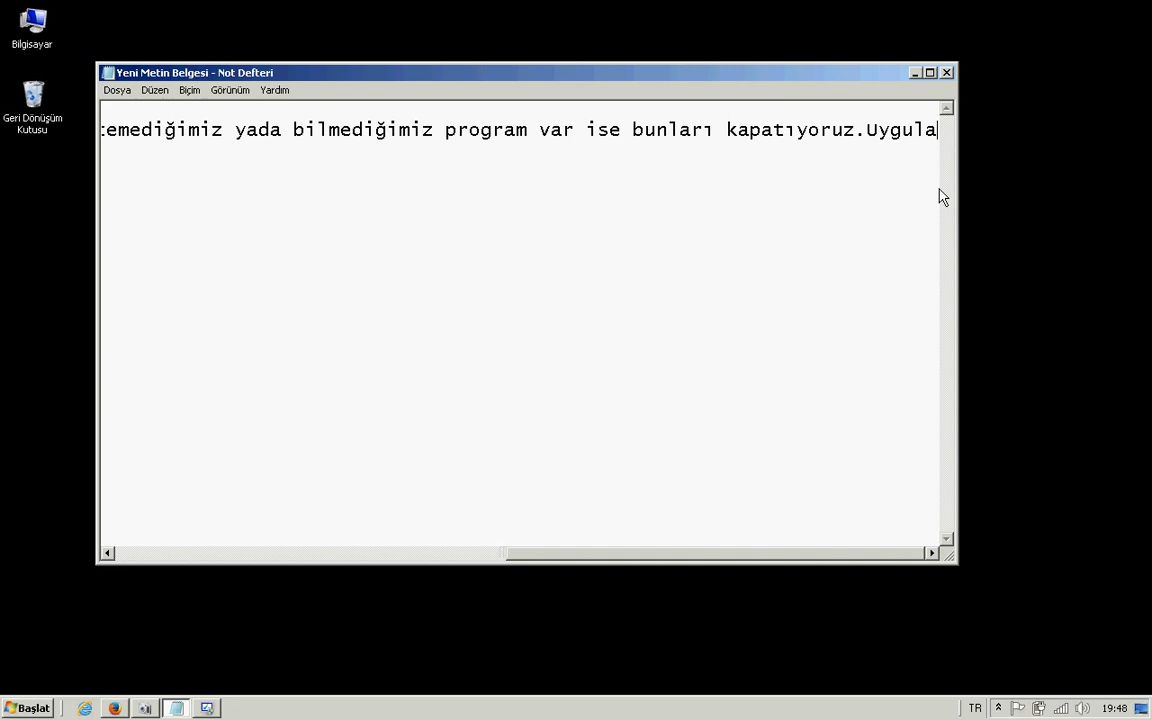 Bilgisayar
Geri Dönüşüm
Kutusu
Yeni Metin Belgesi - Not Defteri
Dosya Düzen Biçim Görünüm Yardım
temediğimiz yada bilmediğimiz program var ise bunları kapatıyoruz.Uygula
Başlat
TR
19:48